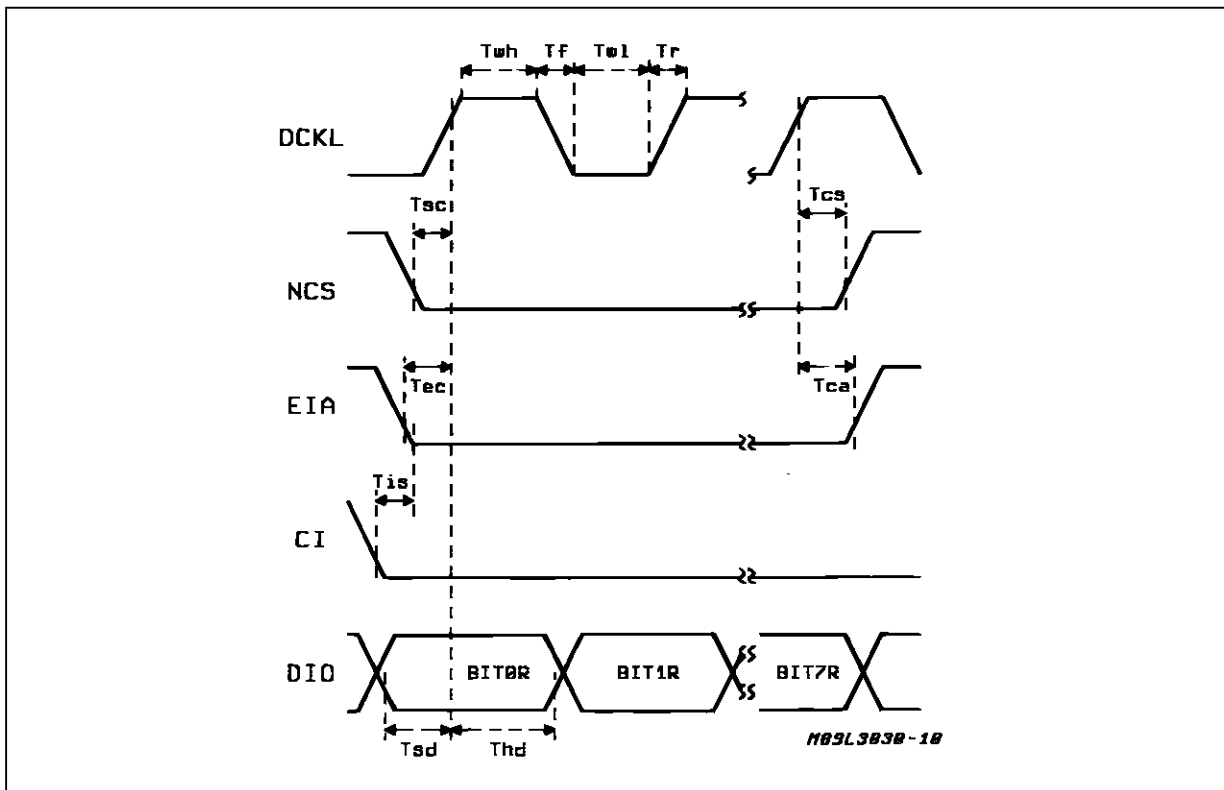 Twh Tf Twl Tr
DCKL
Tsc Tcs
NCS
Tec Tca
EIA
Tis
CI
DIO BIT0R BIT1R BIT7R
Tsd Thd
M09L3030-10